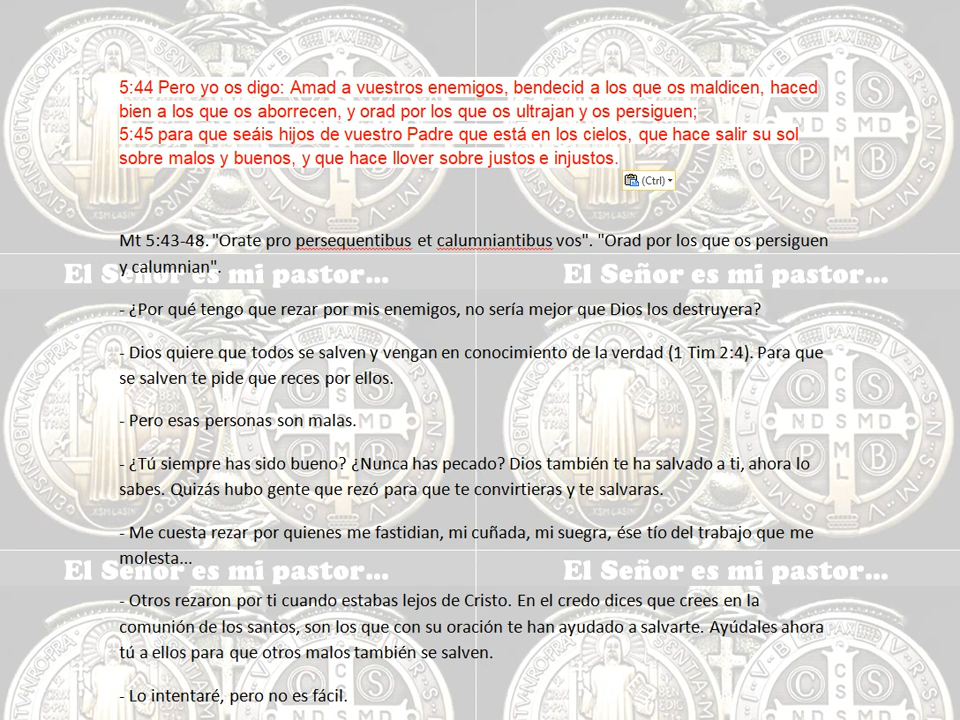 5:44 Pero yo os digo: Amad a vuestros enemigos, bendecid a los que os maldicen, haced
bien a los que os aborrecen, y orad por los que os ultrajan y os persiguen;
5:45 para que seáis hijos de vuestro Padre que está en los cielos, que hace salir su sol
sobre malos y buenos, y que hace llover sobre justos e injustos.
(Ctrl)
Mt 5:43-48. "Orate pro persequentibus et calumniantibus vos". "Orad por los que os persiguen
y calumnian".
El Señor es mi pastor...
El Señor es mi pastor...
- ¿Por qué tengo que rezar por mis enemigos, no sería mejor que Dios los destruyera?
- Dios quiere que todos se salven y vengan en conocimiento de la verdad (1 Tim 2:4). Para que
se salven te pide que reces por ellos.
- Pero esas personas son malas.
- ¿Tú siempre has sido bueno? ¿Nunca has pecado? Dios también te ha salvado a ti, ahora lo
sabes. Quizás hubo gente que rezó para que te convirtieras y te salvaras.
- Me cuesta rezar por quienes me fastidian, mi cuñada, mi suegra, ése tío del trabajo que me
molesta...
El Señor es mi pastor...
El Señor es mi pastor...
- Otros rezaron por ti cuando estabas lejos de Cristo. En el credo dices que crees en la
comunión de los santos, son los que con su oración te han ayudado a salvarte. Ayúdales ahora
tú a ellos para que otros malos también se salven.
- Lo intentaré, pero no es fácil.